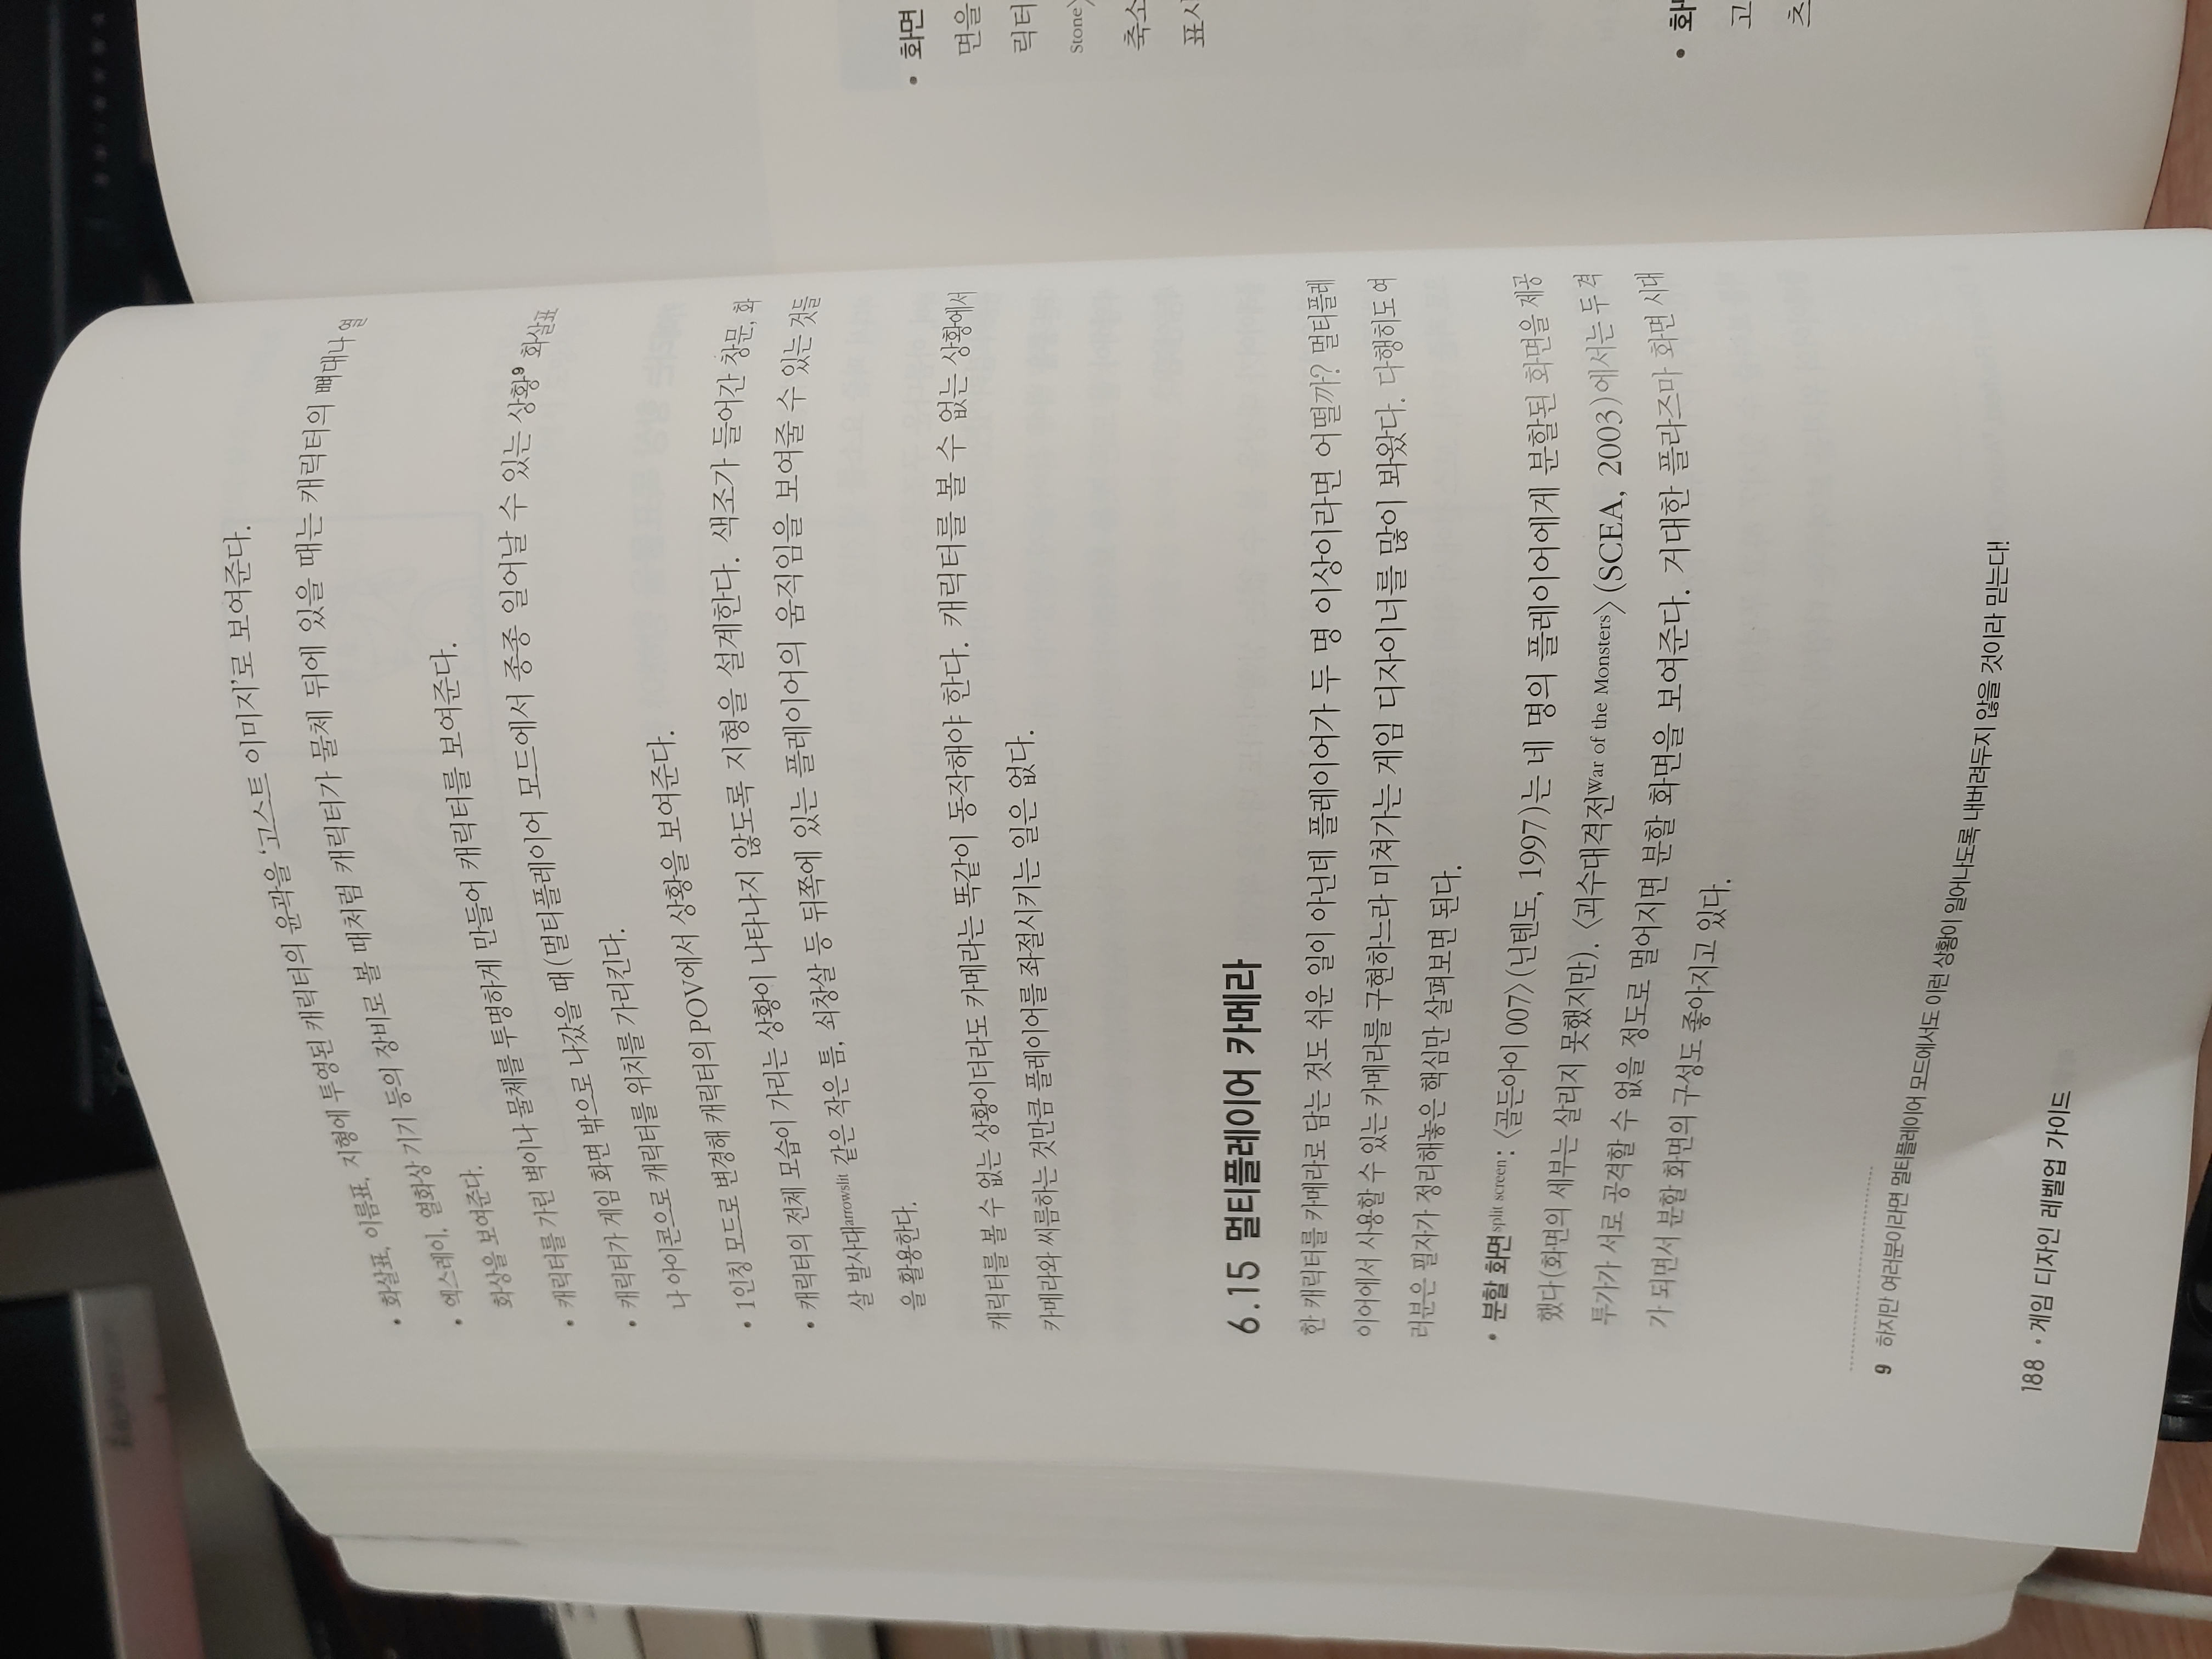 • 화살표, 이름표, 지형에 투영된 캐릭터의 윤곽을 ‘고스트 이미지’로 보여준다.
• 엑스레이, 열화상 기기 등의 장비로 볼 때처럼 캐릭터가 물체 뒤에 있을 때는 캐릭터의 뼈대나 열
화상을 보여준다.
• 캐릭터를 가린 벽이나 물체를 투명하게 만들어 캐릭터를 보여준다.
• 캐릭터가 게임 화면 밖으로 나갔을 때(멀티플레이어 모드에서 종종 일어날 수 있는 상황9 화살표
나 아이콘으로 캐릭터를 위치를 가리킨다.
• 1인칭 모드로 변경해 캐릭터의 POV에서 상황을 보여준다.
• 캐릭터의 전체 모습이 가리는 상황이 나타나지 않도록 지형을 설계한다. 색조가 들어간 창문, 화
살 발사대arrowslit 같은 작은 틈, 쇠창살 등 뒤쪽에 있는 플레이어의 움직임을 보여줄 수 있는 것들
을 활용한다.
캐릭터를 볼 수 없는 상황이더라도 카메라는 똑같이 동작해야 한다. 캐릭터를 볼 수 없는 상황에서
카메라와 씨름하는 것만큼 플레이어를 좌절시키는 일은 없다.
6.15 멀티플레이어 카메라
한 캐릭터를 카메라로 담는 것도 쉬운 일이 아닌데 플레이어가 두 명 이상이라면 어떨까? 멀티플레
이어에서 사용할 수 있는 카메라를 구현하느라 미쳐가는 게임 디자이너를 많이 봐왔다. 다행히도 여
러분은 필자가 정리해놓은 핵심만 살펴보면 된다.
• 분할 화면split screen: 〈골든아이 007〉(닌텐도, 1997)는 네 명의 플레이어에게 분할된 화면을 제공
했다(화면의 세부는 살리지 못했지만). 〈괴수대격전War of the Monsters〉(SCEA, 2003)에서는 두 격
투가가 서로 공격할 수 없을 정도로 멀어지면 분할 화면을 보여준다. 거대한 플라즈마 화면 시대
가 되면서 분할 화면의 구성도 좋아지고 있다.
9 하지만 여러분이라면 멀티플레이어 모드에서도 이런 상황이 일어나도록 내버려두지 않을 것이라 믿는다!
188 • 게임 디자인 레벨업 가이드
• 화면
면을
릭터
Stone〉
축소
표시
고
츠